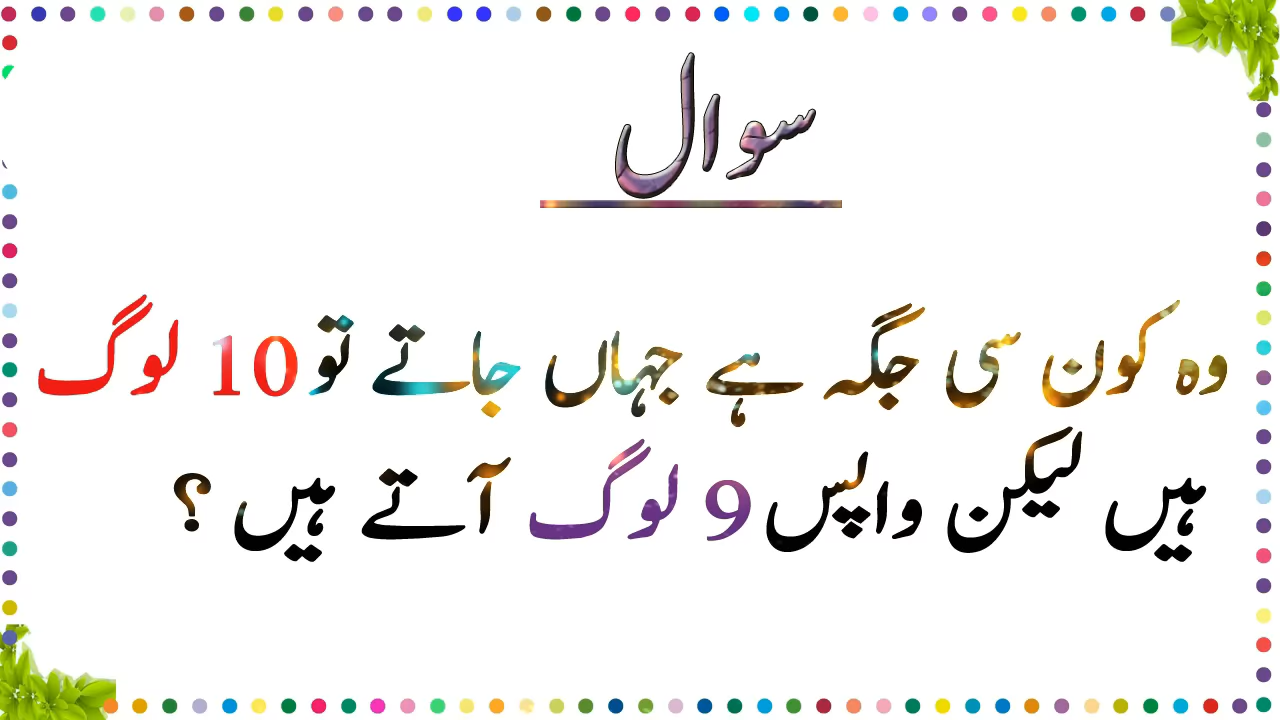 سوال
وہ کون سی جگہ ہے جہاں جاتے تو 10 لوگ
ہیں لیکن واپس 9 لوگ آتے ہیں ؟